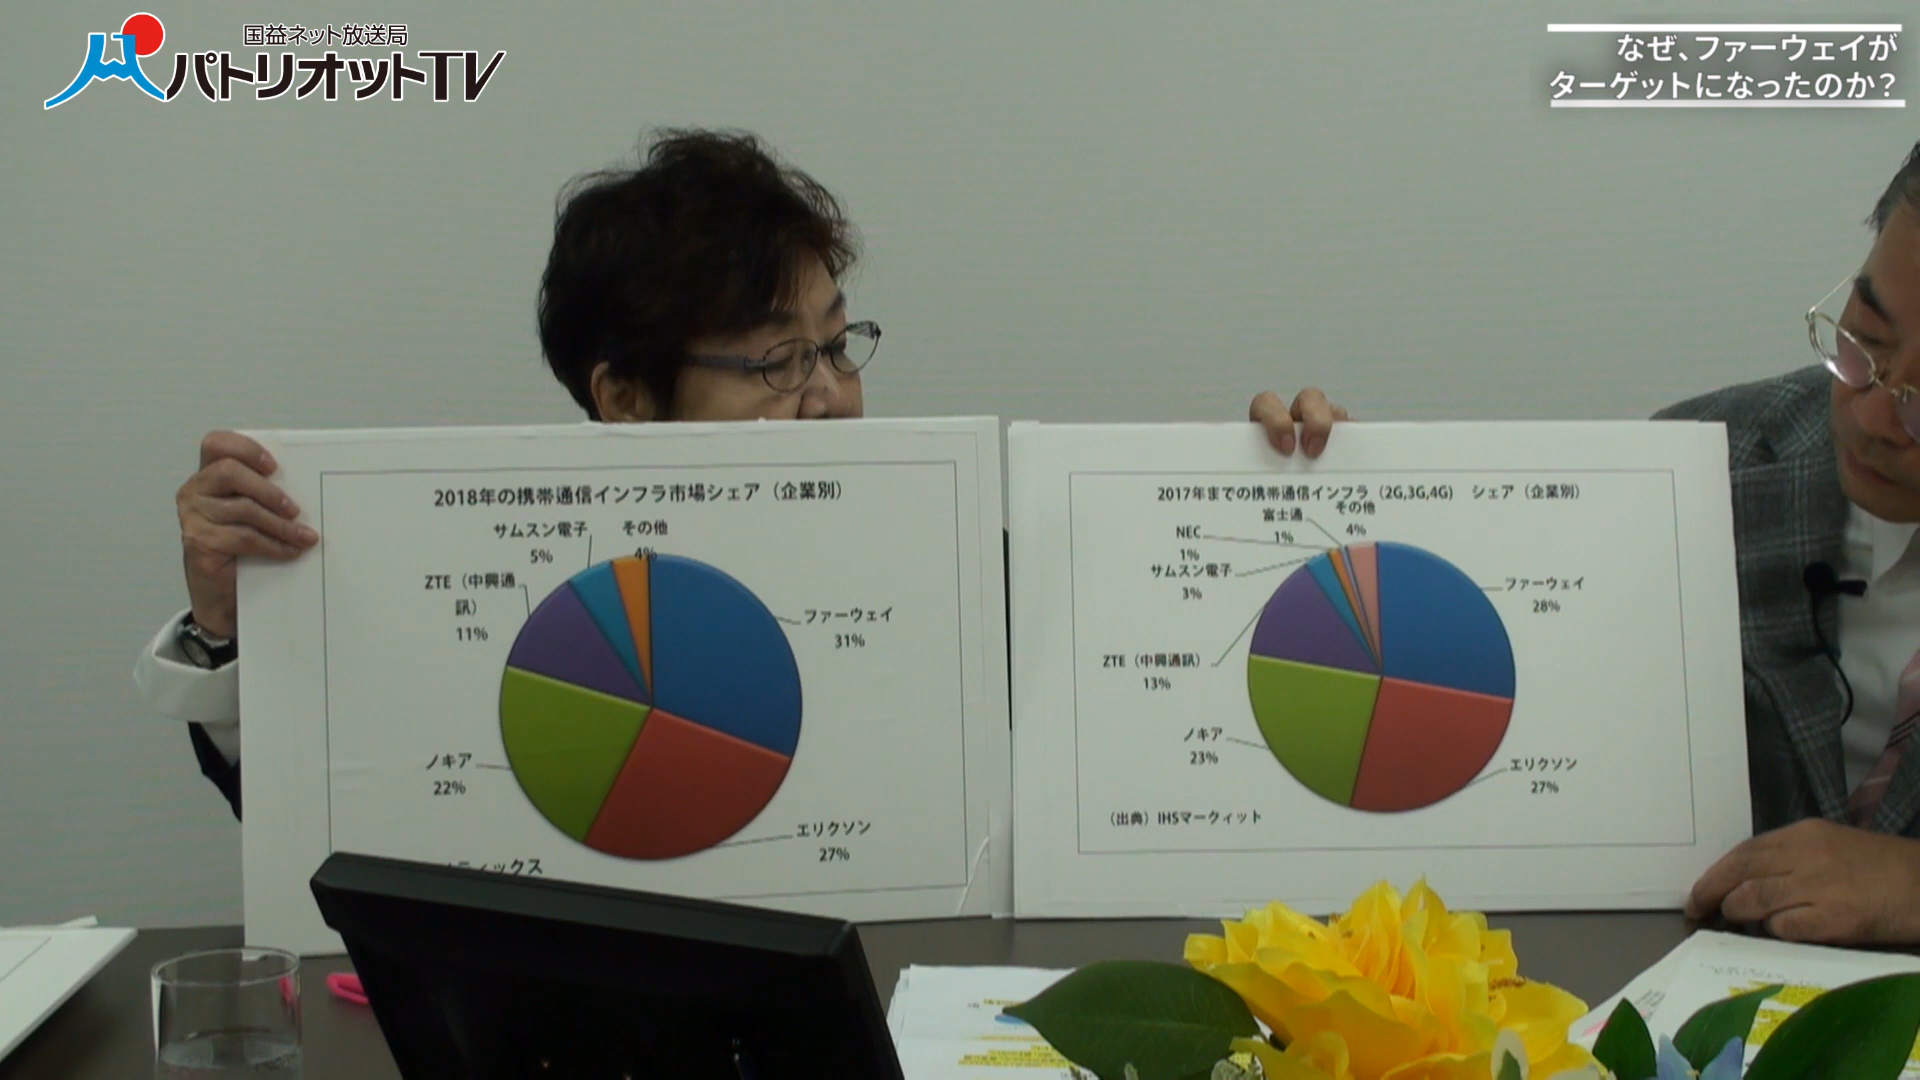 国益ネット放送局
パトリオットTV
なぜ、ファーウェイが
ターゲットになったのか？
2018年の携帯通信インフラ市場シェア（企業別）
サムスン電子
5%
その他
4%
ZTE（中興通
訊）
11%
ファーウェイ
31%
ノキア
22%
エリクソン
27%
ティックス
2017年までの携帯通信インフラ（2G,3G,4G)　シェア（企業別）
NEC
1%
富士通
1%
その他
4%
サムスン電子
3%
ファーウェイ
28%
ZTE（中興通訊）
13%
ノキア
23%
エリクソン
27%
（出典）IHSマークィット